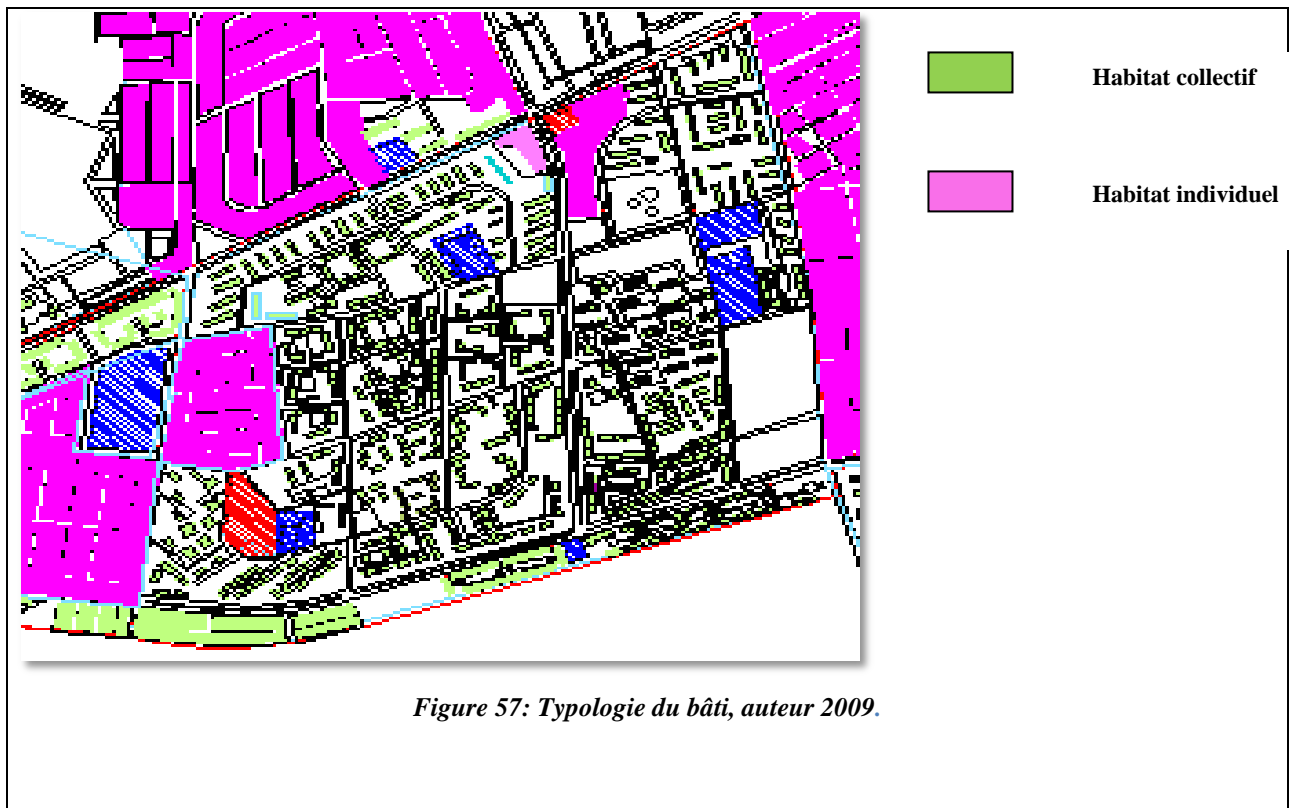 Habitat collectif
Habitat individuel
Figure 57: Typologie du bâti, auteur 2009.